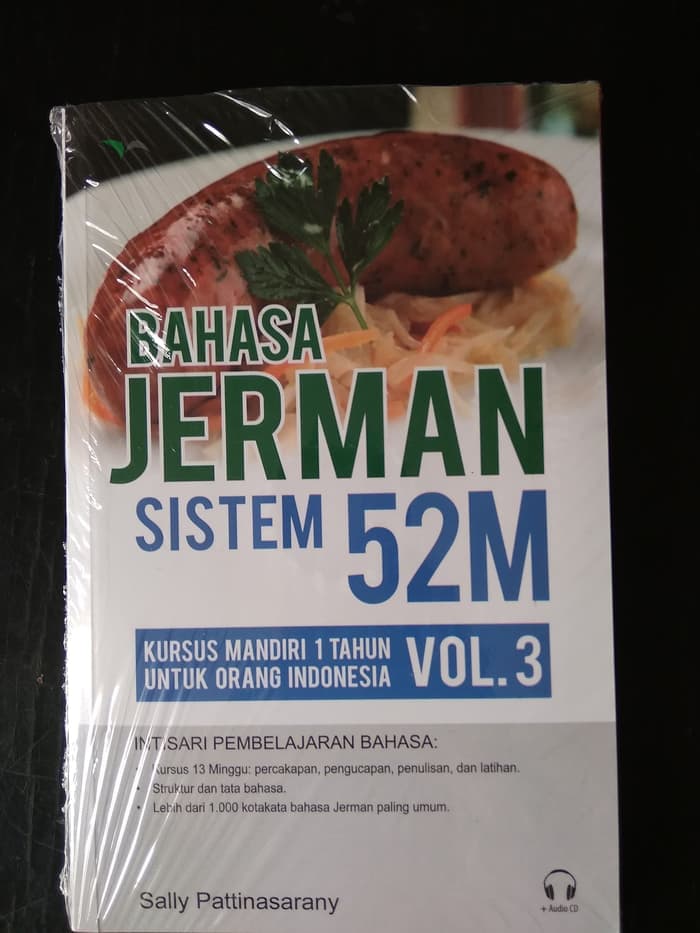 BAHASA
JERMAN
SISTEM 52M
KURSUS MANDIRI 1 TAHUN
UNTUK ORANG INDONESIA
VOL. 3
INTISARI PEMBELAJARAN BAHASA:
• Kursus 13 Minggu: percakapan, pengucapan, penulisan, dan latihan.
• Struktur dan tata bahasa.
• Lebih dari 1.000 kotakata bahasa Jerman paling umum.
Sally Pattinasarany
+ Audio CD